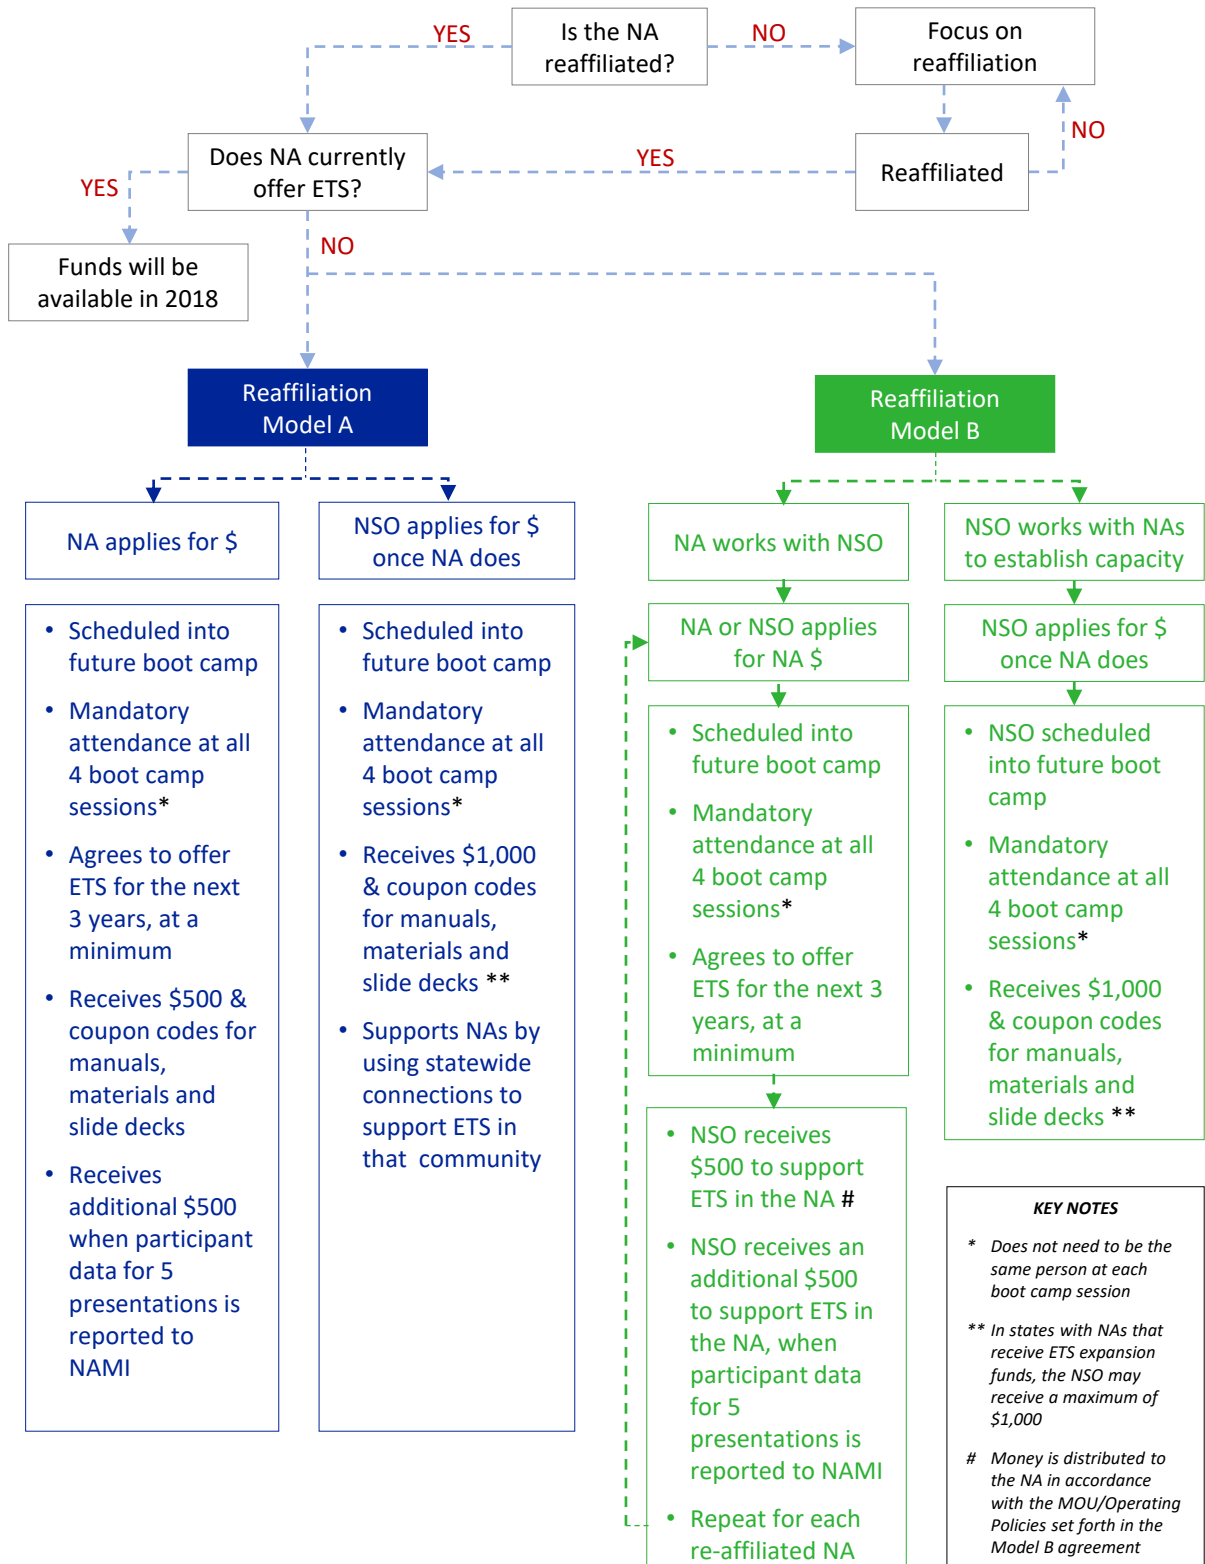 YES
Is the NA
reaffiliated?
NO
Focus on
reaffiliation
NO
Does NA currently
offer ETS?
YES
Reaffiliated
YES
NO
Funds will be
available in 2018
Reaffiliation
Model A
Reaffiliation
Model B
NA applies for $
NSO applies for $
once NA does
NA works with NSO
NSO works with NAs
to establish capacity
NA or NSO applies
for NA $
NSO applies for $
once NA does
• Scheduled into
future boot camp
• Mandatory
attendance at all
4 boot camp
sessions*
• Agrees to offer
ETS for the next
3 years, at a
minimum
• Receives $500 &
coupon codes for
manuals,
materials and
slide decks
• Receives
additional $500
when participant
data for 5
presentations is
reported to
NAMI
• Scheduled into
future boot camp
• Mandatory
attendance at all
4 boot camp
sessions*
• Receives $1,000
& coupon codes
for manuals,
materials and
slide decks **
• Supports NAs by
using statewide
connections to
support ETS in
that community
• Scheduled into
future boot camp
• Mandatory
attendance at all
4 boot camp
sessions*
• Agrees to offer
ETS for the next 3
years, at a
minimum
• NSO receives
$500 to support
ETS in the NA #
• NSO receives an
additional $500
to support ETS in
the NA, when
participant data
for 5
presentations is
reported to NAMI
• Repeat for each
re-affiliated NA
• NSO scheduled
into future boot
camp
• Mandatory
attendance at all
4 boot camp
sessions*
• Receives $1,000
& coupon codes
for manuals,
materials and
slide decks **
KEY NOTES
* Does not need to be the
same person at each
boot camp session
** In states with NAs that
receive ETS expansion
funds, the NSO may
receive a maximum of
$1,000
# Money is distributed to
the NA in accordance
with the MOU/Operating
Policies set forth in the
Model B agreement